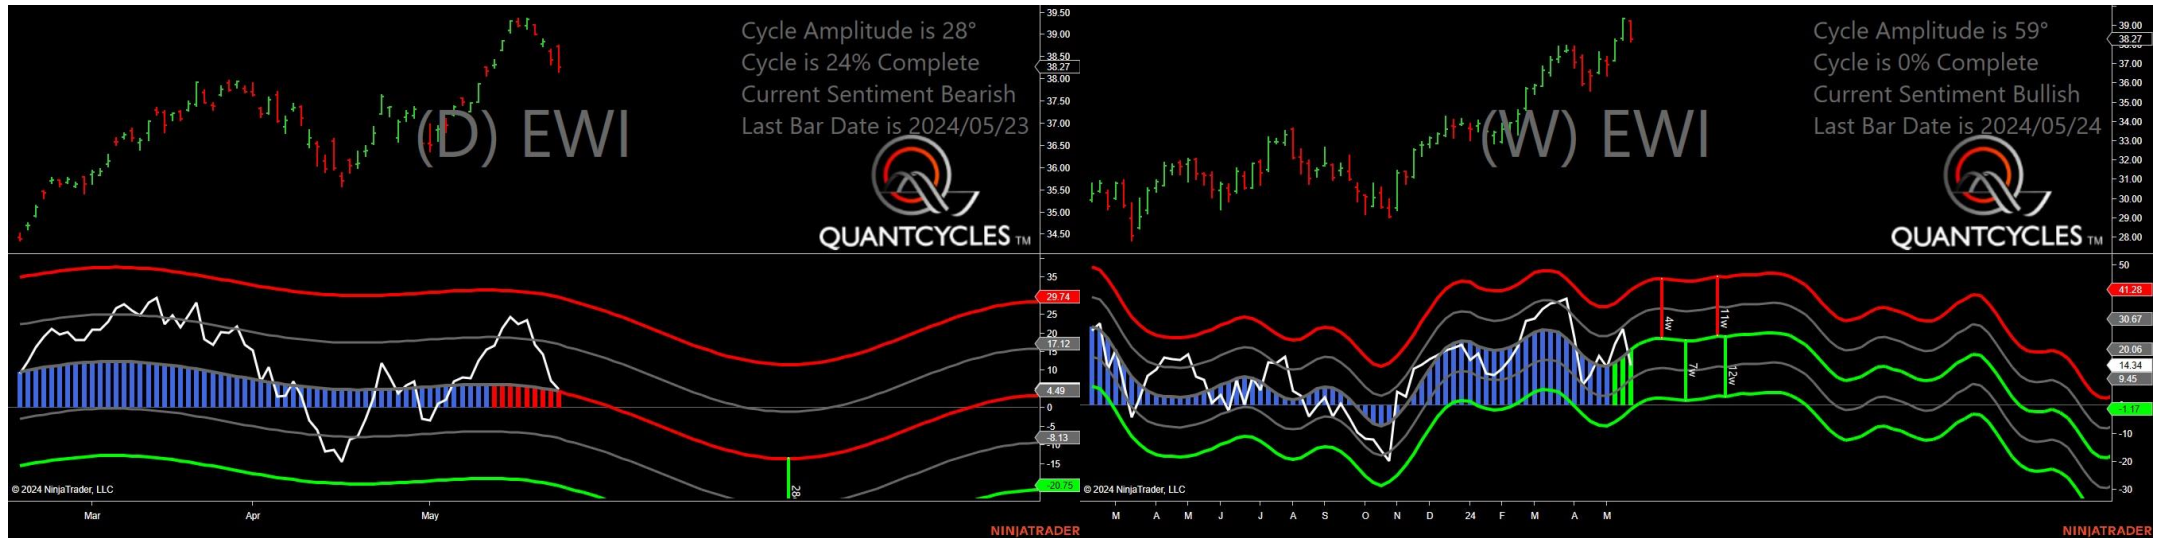 Cycle Amplitude is 28°
Cycle is 24% Complete
Current Sentiment Bearish
Last Bar Date is 2024/05/23
(D) EWI
QUANTCYCLES TM
39.50
39.00
38.50
38.27
38.00
37.50
37.00
36.50
36.00
35.50
35.00
34.50
35
29.74
25
20
17.12
15
10
4.49
0
-5
-8.13
-10
-15
-20.75
28
© 2024 NinjaTrader, LLC
Mar
Apr
May
NINJATRADER
Cycle Amplitude is 59°
Cycle is 0% Complete
Current Sentiment Bullish
Last Bar Date is 2024/05/24
(W) EWI
QUANTCYCLES TM
39.00
38.27
38.00
37.00
36.00
35.00
34.00
33.00
32.00
31.00
30.00
29.00
28.00
50
41.28
30.67
20.06
14.34
9.45
-1.17
-10
-20
-30
4w
11w
7w
12w
© 2024 NinjaTrader, LLC
M
A
M
J
J
A
S
O
N
D
24
F
M
A
M
NINJATRADER